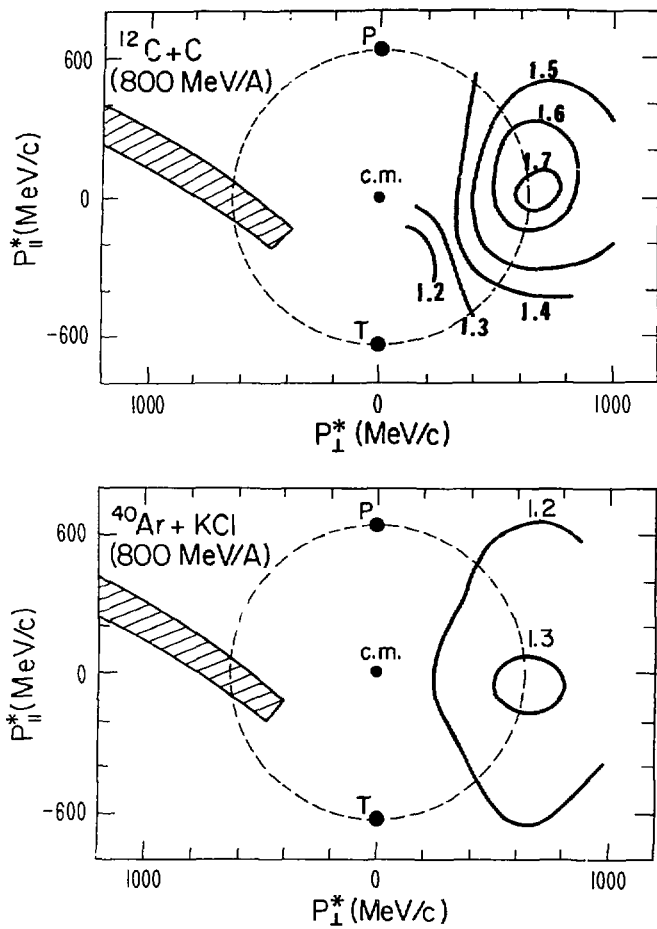 ¹²C+C
(800 MeV/A)
P
c.m.
T
1.5
1.6
1.7
1.2
1.3
1.4
600
0
-600
P*∥ (MeV/c)
1000
0
1000
P*⊥ (MeV/c)
⁴⁰Ar + KCl
(800 MeV/A)
P
c.m.
T
1.2
1.3
600
0
-600
P*∥ (MeV/c)
1000
0
1000
P*⊥ (MeV/c)